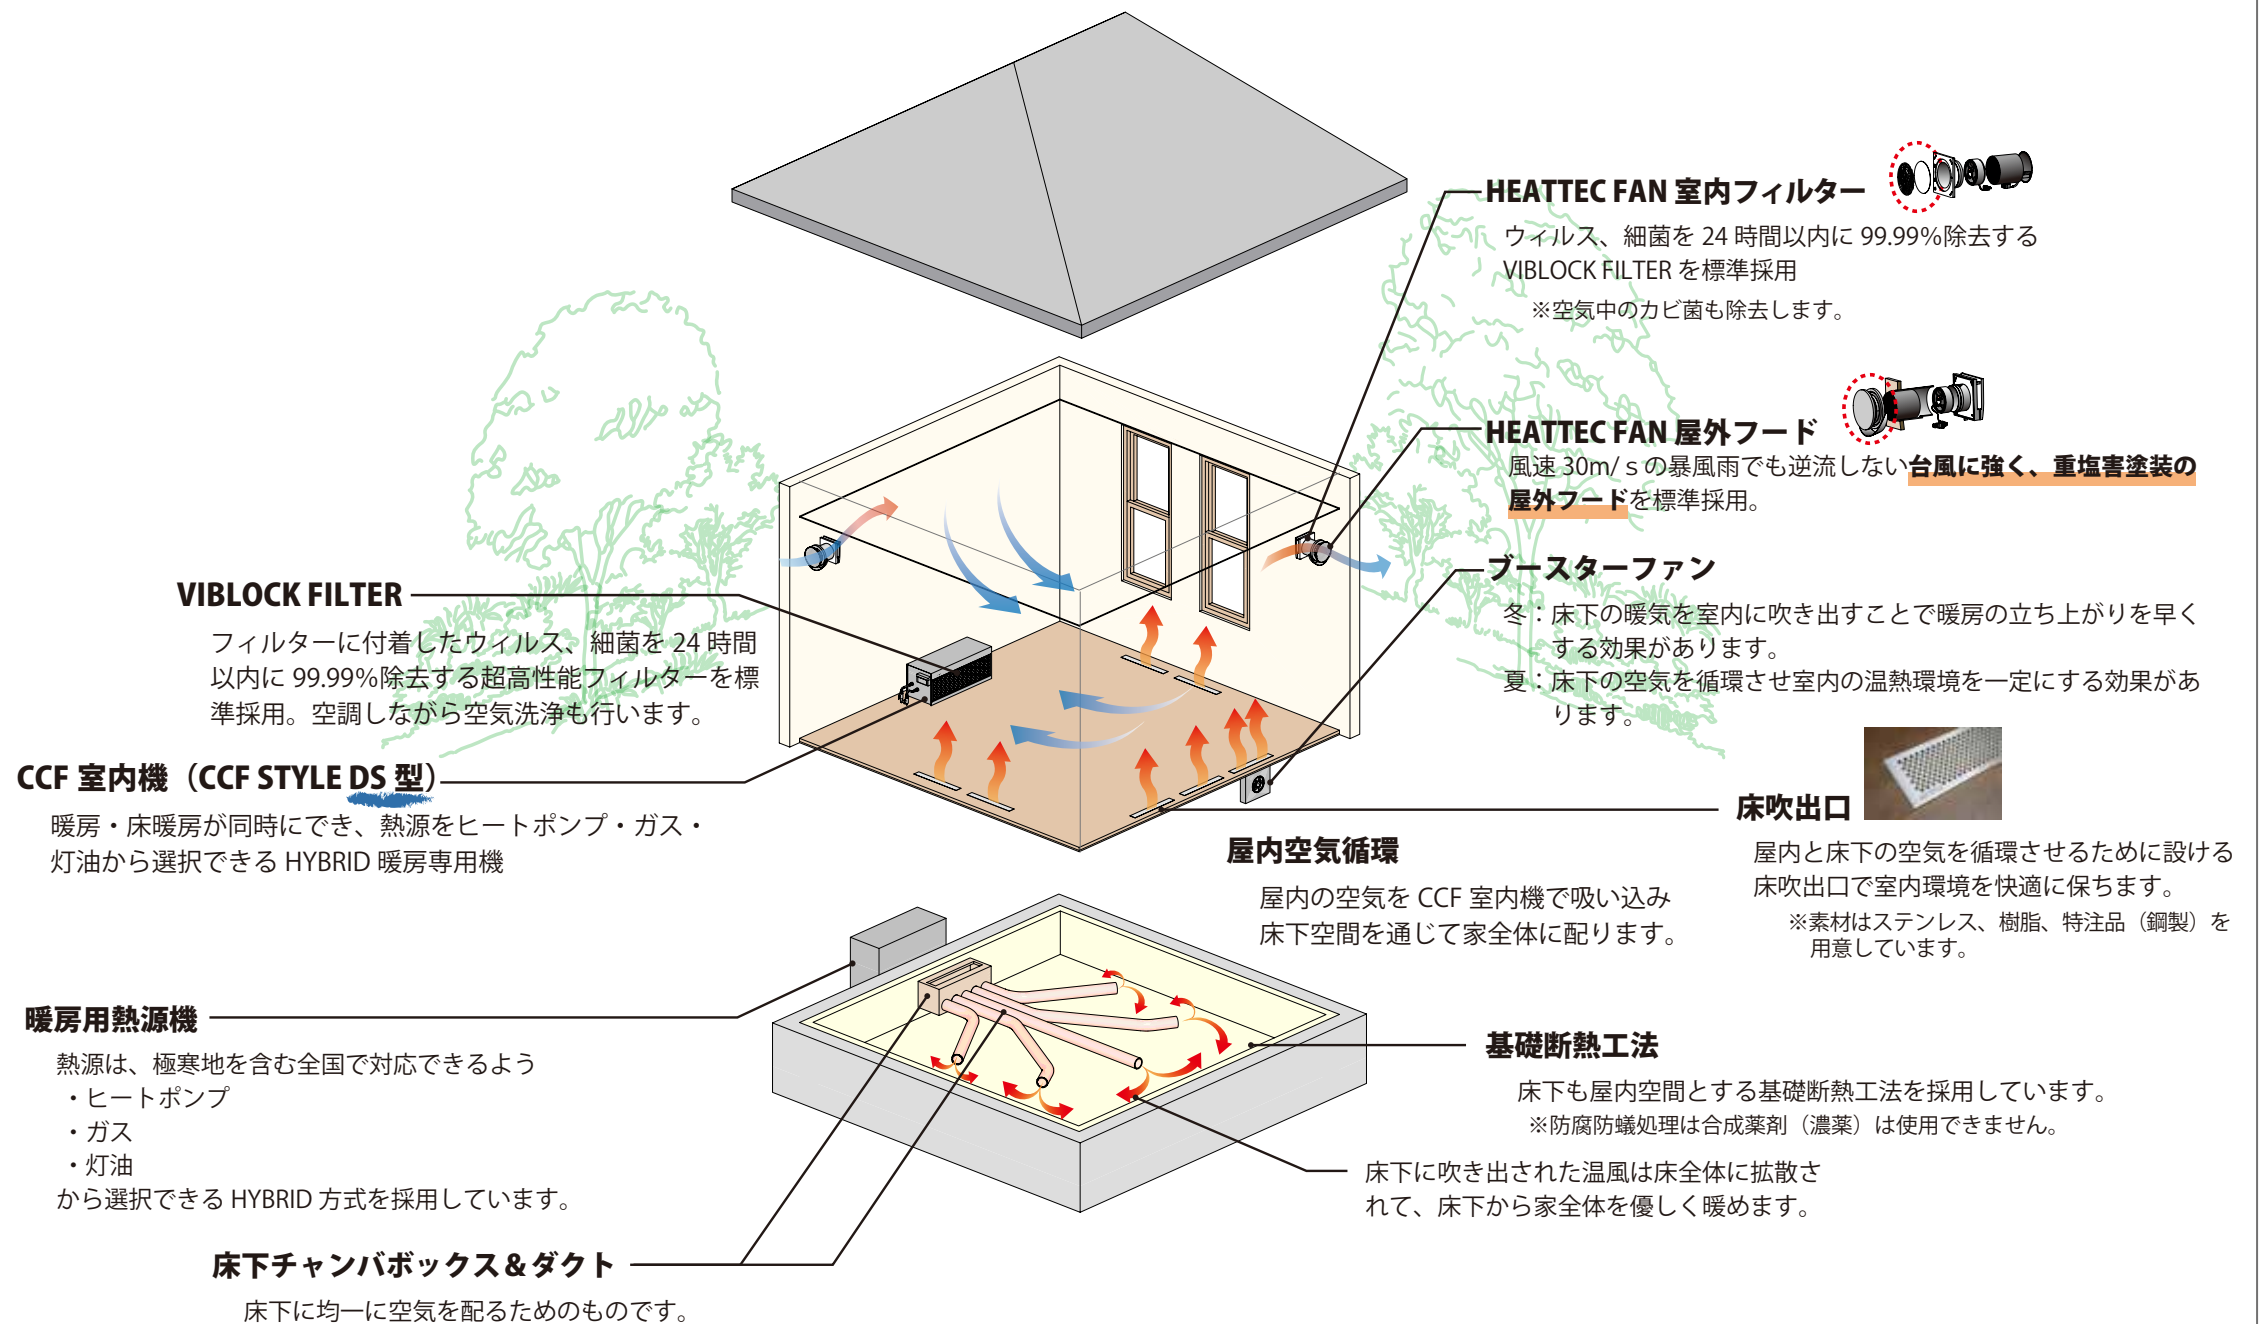 HEATTEC FAN 室内フィルター
ウィルス、細菌を 24 時間以内に 99.99%除去する
VIBLOCK FILTER を標準採用
※空気中のカビ菌も除去します。
HEATTEC FAN 屋外フード
風速 30m/ｓの暴風雨でも逆流しない台風に強く、重塩害塗装の
屋外フードを標準採用。
ブースターファン
冬：床下の暖気を室内に吹き出すことで暖房の立ち上がりを早く
する効果があります。
夏：床下の空気を循環させ室内の温熱環境を一定にする効果があ
ります。
VIBLOCK FILTER
フィルターに付着したウィルス、細菌を 24 時間
以内に 99.99%除去する超高性能フィルターを標
準採用。空調しながら空気洗浄も行います。
CCF 室内機（CCF STYLE DS 型）
暖房・床暖房が同時にでき、熱源をヒートポンプ・ガス・
灯油から選択できる HYBRID 暖房専用機
床吹出口
屋内と床下の空気を循環させるために設ける
床吹出口で室内環境を快適に保ちます。
※素材はステンレス、樹脂、特注品（鋼製）を
用意しています。
屋内空気循環
屋内の空気を CCF 室内機で吸い込み
床下空間を通じて家全体に配ります。
暖房用熱源機
熱源は、極寒地を含む全国で対応できるよう
・ヒートポンプ
・ガス
・灯油
から選択できる HYBRID 方式を採用しています。
基礎断熱工法
床下も屋内空間とする基礎断熱工法を採用しています。
※防腐防蟻処理は合成薬剤（濃薬）は使用できません。
床下に吹き出された温風は床全体に拡散さ
れて、床下から家全体を優しく暖めます。
床下チャンバボックス＆ダクト
床下に均一に空気を配るためのものです。